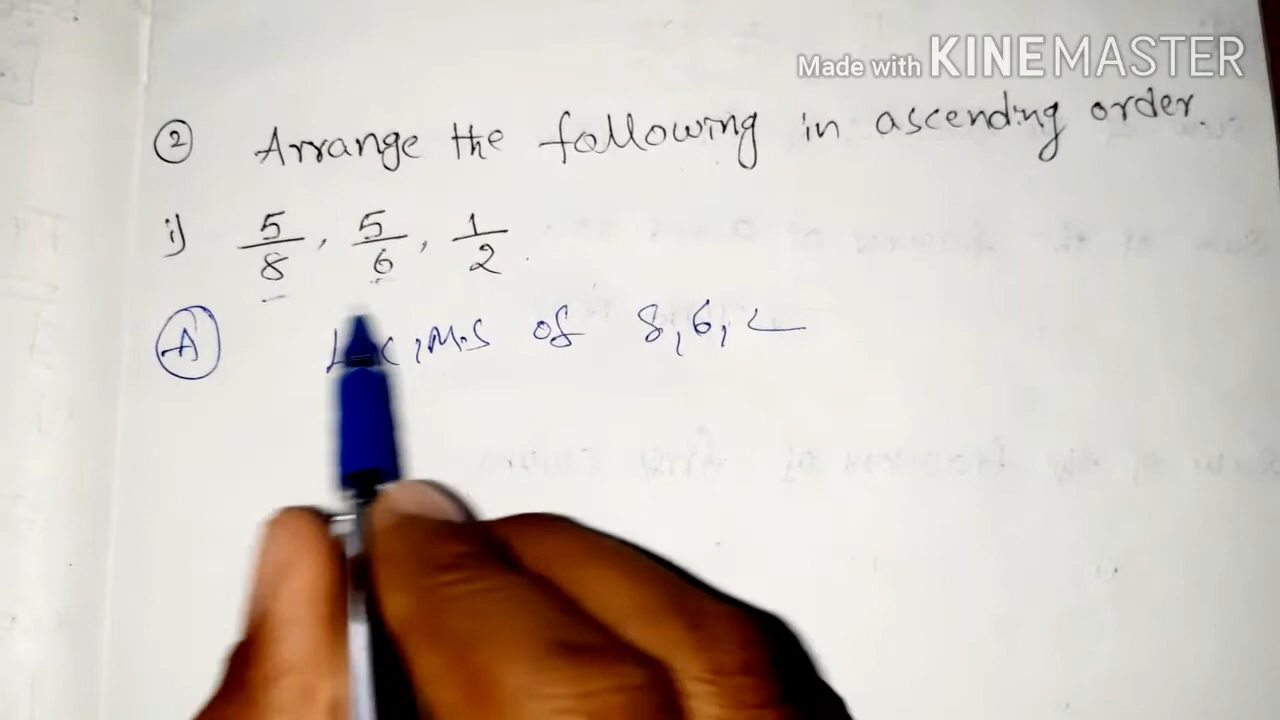 Made with KINEMASTER
② Arrange the following in ascending order.
i) 5/8, 5/6, 1/2.
Ⓐ L.C.M.S of 8, 6, 2